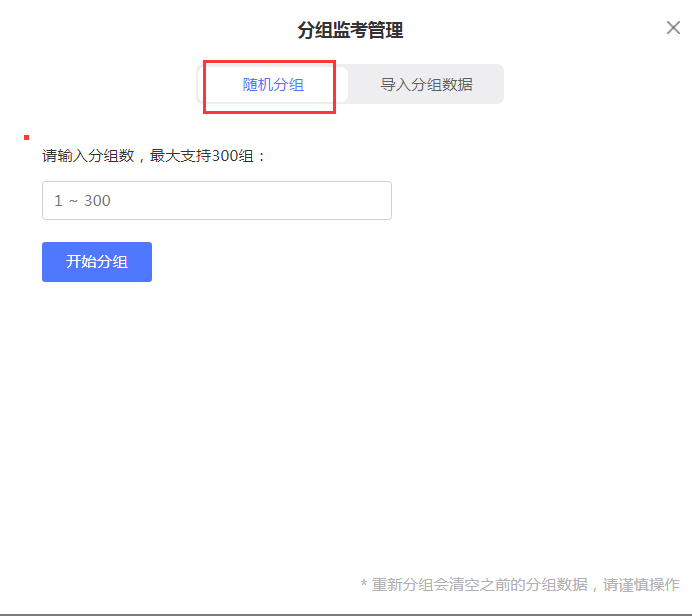 分组监考管理
随机分组
导入分组数据
请输入分组数，最大支持300组：
1 ~ 300
开始分组
* 重新分组会清空之前的分组数据，请谨慎操作